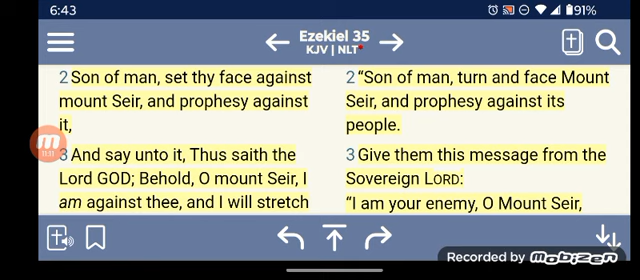 6:43
91%
Ezekiel 35
KJV | NLT
2 Son of man, set thy face against
mount Seir, and prophesy against
it,
3 And say unto it, Thus saith the
Lord GOD; Behold, O mount Seir, I
am against thee, and I will stretch
2 “Son of man, turn and face Mount
Seir, and prophesy against its
people.
3 Give them this message from the
Sovereign LORD:
“I am your enemy, O Mount Seir,
11:51
Recorded by Mobizen